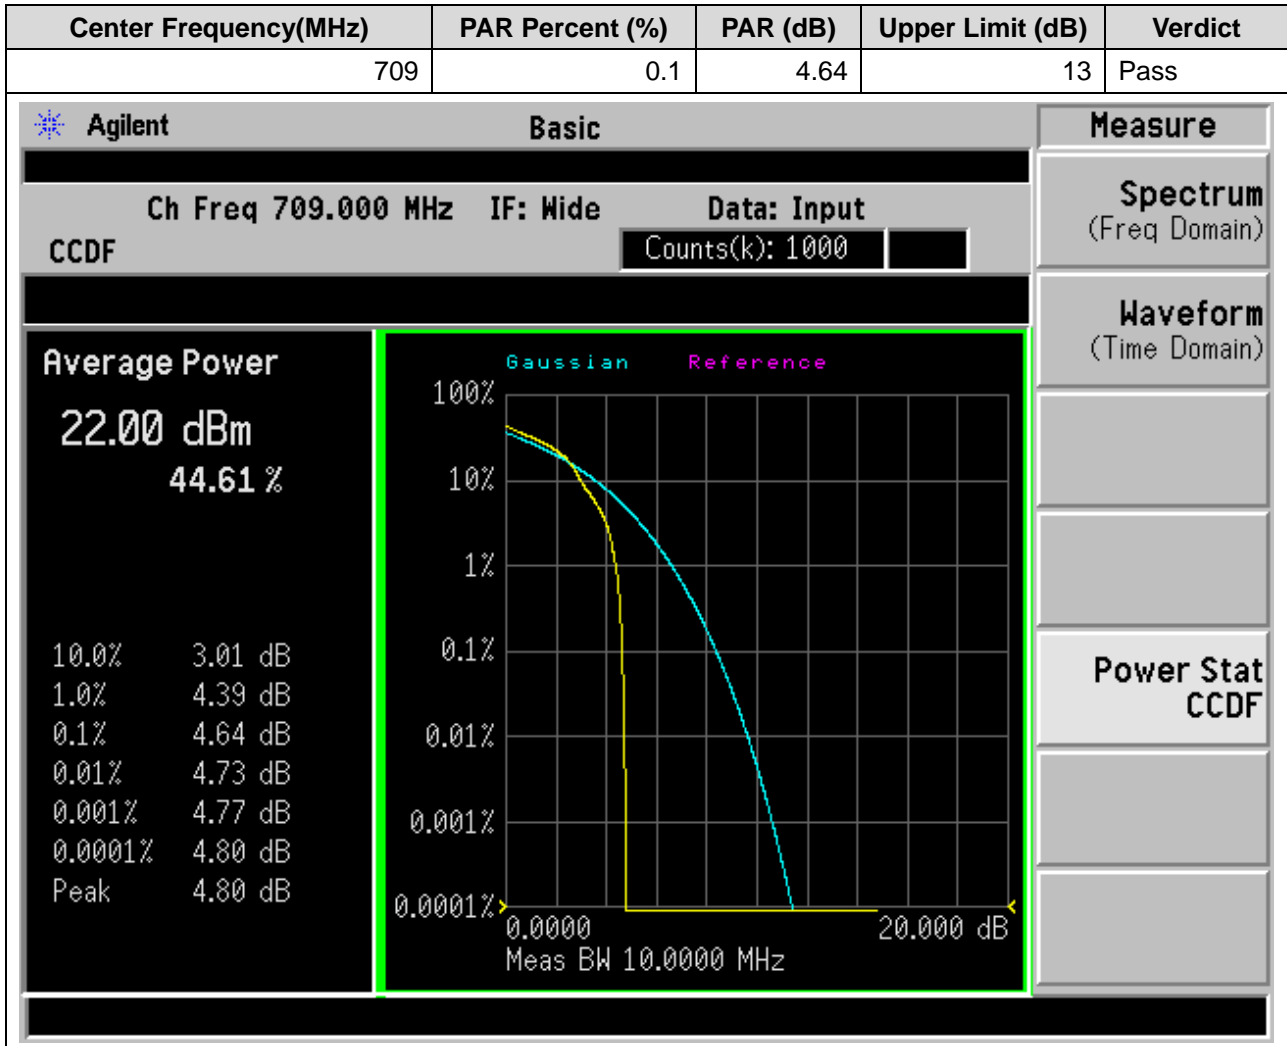 Center Frequency(MHz) PAR Percent (%) PAR (dB) Upper Limit (dB) Verdict
709 0.1 4.64 13 Pass
Agilent Basic Measure
Ch Freq 709.000 MHz IF: Wide Data: Input
CCDF Counts(k): 1000
Average Power
22.00 dBm
44.61 %
10.0% 3.01 dB
1.0% 4.39 dB
0.1% 4.64 dB
0.01% 4.73 dB
0.001% 4.77 dB
0.0001% 4.80 dB
Peak 4.80 dB
Gaussian Reference
100%
10%
1%
0.1%
0.01%
0.001%
0.0001%
0.0000 20.000 dB
Meas BW 10.0000 MHz
Spectrum
(Freq Domain)
Waveform
(Time Domain)
Power Stat
CCDF